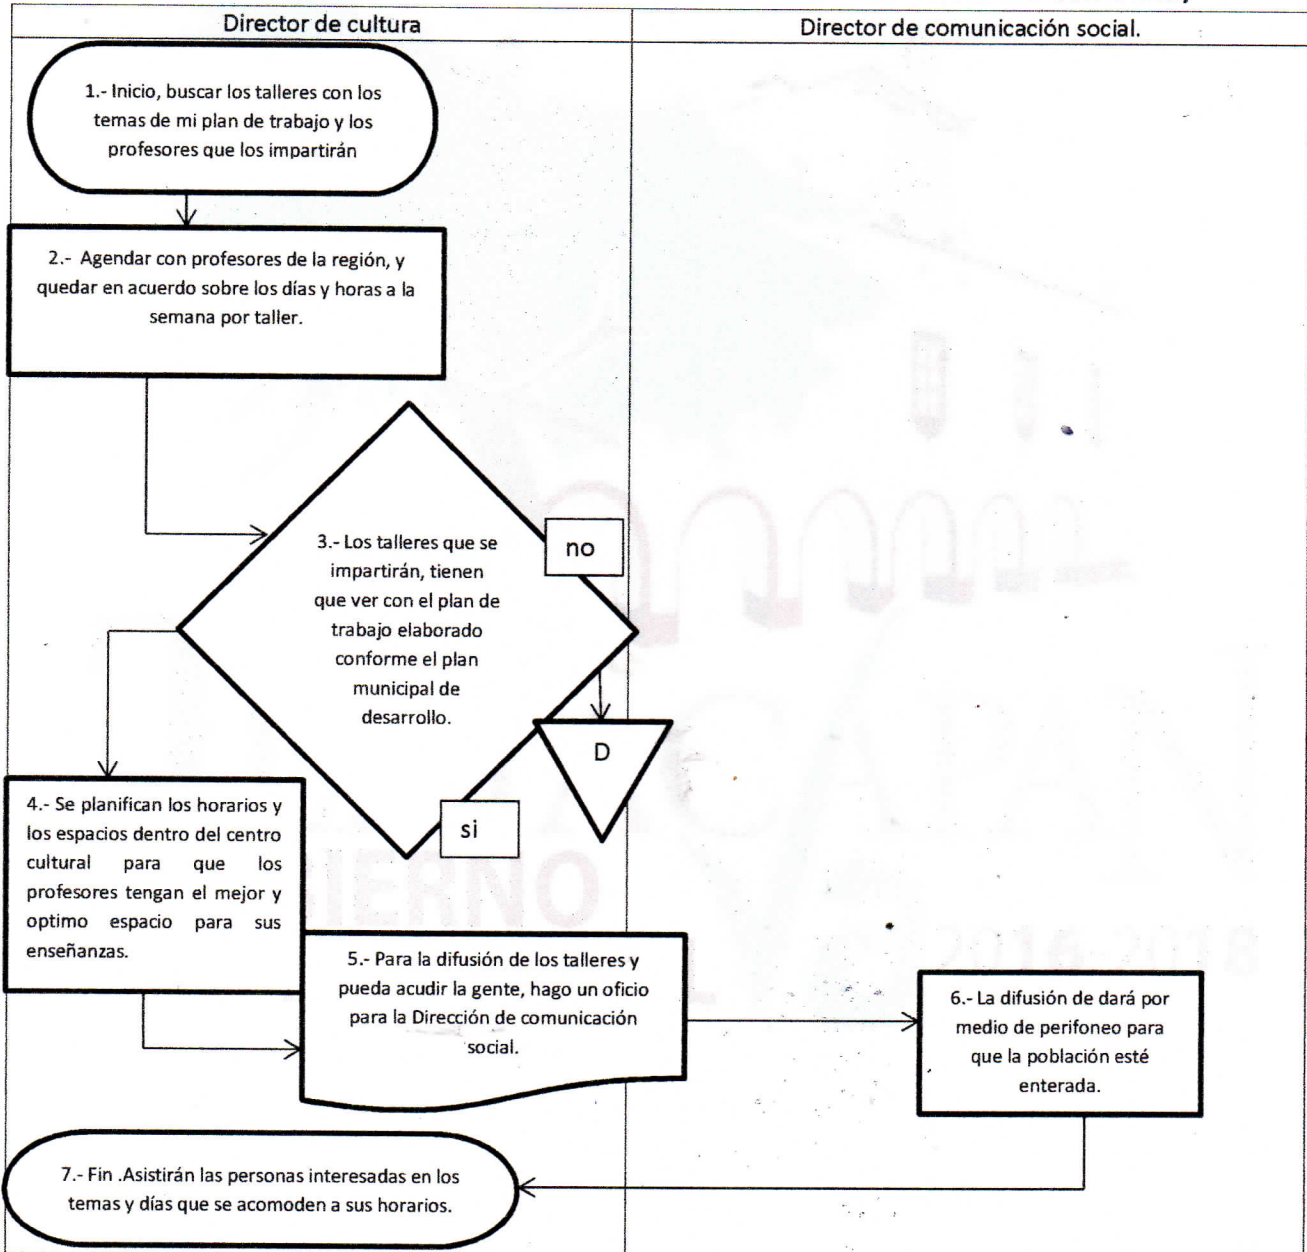 Director de cultura
Director de comunicación social.
1.- Inicio, buscar los talleres con los
temas de mi plan de trabajo y los
profesores que los impartirán
2.- Agendar con profesores de la región, y
quedar en acuerdo sobre los días y horas a la
semana por taller.
3.- Los talleres que se
impartirán, tienen
que ver con el plan de
trabajo elaborado
conforme el plan
municipal de
desarrollo.
no
D
si
4.- Se planifican los horarios y
los espacios dentro del centro
cultural para que los
profesores tengan el mejor y
optimo espacio para sus
enseñanzas.
5.- Para la difusión de los talleres y
pueda acudir la gente, hago un oficio
para la Dirección de comunicación
social.
6.- La difusión de dará por
medio de perifoneo para
que la población esté
enterada.
7.- Fin .Asistirán las personas interesadas en los
temas y días que se acomoden a sus horarios.
2016-2018